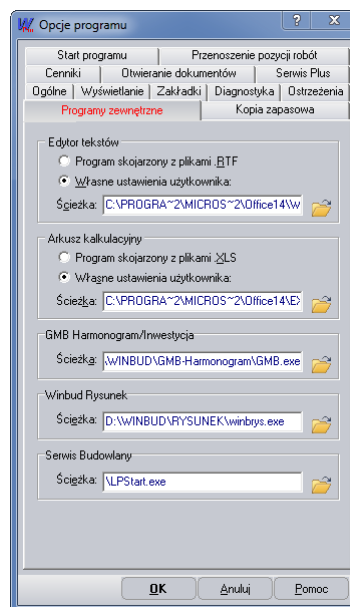 Opcje programu
Start programu Przenoszenie pozycji robót
Cenniki Otwieranie dokumentów Serwis Plus
Ogólne Wyświetlanie Zakładki Diagnostyka Ostrzeżenia
Programy zewnętrzne Kopia zapasowa
Edytor tekstów
Program skojarzony z plikami .RTF
Własne ustawienia użytkownika:
Ścieżka: C:\PROGRA~2\MICROS~2\Office14\W
Arkusz kalkulacyjny
Program skojarzony z plikami .XLS
Własne ustawienia użytkownika:
Ścieżka: C:\PROGRA~2\MICROS~2\Office14\EX
GMB Harmonogram/Inwestycja
Ścieżka: .\WINBUD\GMB-Harmonogram\GMB.exe
Winbud Rysunek
Ścieżka: D:\WINBUD\RYSUNEK\winbrys.exe
Serwis Budowlany
Ścieżka: \LPStart.exe
OK Anuluj Pomoc